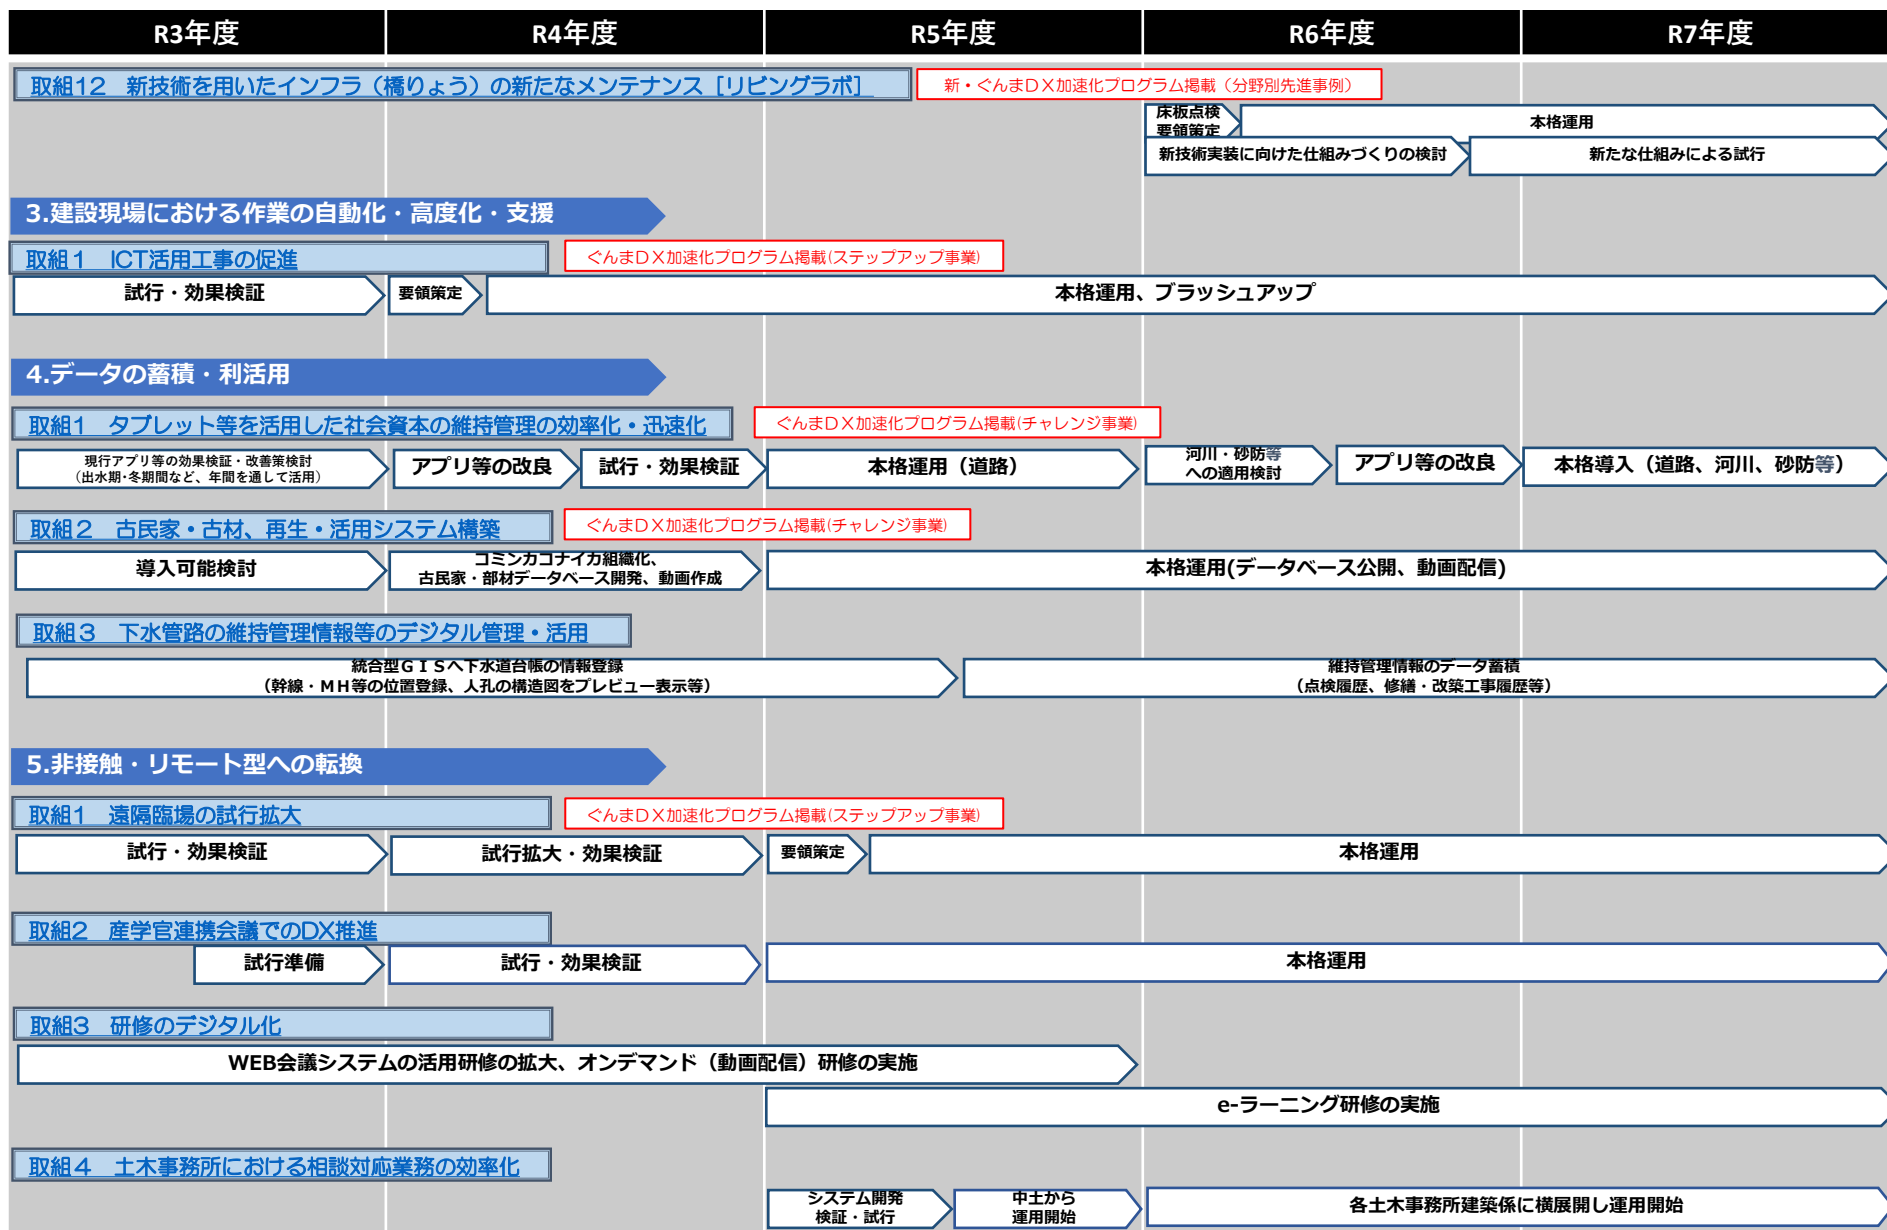 R3年度 R4年度 R5年度 R6年度 R7年度
取組12　新技術を用いたインフラ（橋りょう）の新たなメンテナンス［リビングラボ］
新・ぐんまDX加速化プログラム掲載（分野別先進事例）
床板点検
要領策定
本格運用
新技術実装に向けた仕組みづくりの検討
新たな仕組みによる試行
3.建設現場における作業の自動化・高度化・支援
取組１　ICT活用工事の促進
ぐんまDX加速化プログラム掲載(ステップアップ事業)
試行・効果検証
要領策定
本格運用、ブラッシュアップ
4.データの蓄積・利活用
取組1　タブレット等を活用した社会資本の維持管理の効率化・迅速化
ぐんまDX加速化プログラム掲載(チャレンジ事業)
現行アプリ等の効果検証・改善策検討
（出水期・冬期間など、年間を通して活用）
アプリ等の改良
試行・効果検証
本格運用（道路）
河川・砂防等
への適用検討
アプリ等の改良
本格導入（道路、河川、砂防等）
取組２　古民家・古材、再生・活用システム構築
ぐんまDX加速化プログラム掲載(チャレンジ事業)
導入可能検討
コミンカコナイカ組織化、
古民家・部材データベース開発、動画作成
本格運用(データベース公開、動画配信)
取組３　下水管路の維持管理情報等のデジタル管理・活用
統合型ＧＩＳへ下水道台帳の情報登録
（幹線・ＭＨ等の位置登録、人孔の構造図をプレビュー表示等）
維持管理情報のデータ蓄積
（点検履歴、修繕・改築工事履歴等）
5.非接触・リモート型への転換
取組1　遠隔臨場の試行拡大
ぐんまDX加速化プログラム掲載(ステップアップ事業)
試行・効果検証
試行拡大・効果検証
要領策定
本格運用
取組2　産学官連携会議でのDX推進
試行準備
試行・効果検証
本格運用
取組3　研修のデジタル化
WEB会議システムの活用研修の拡大、オンデマンド（動画配信）研修の実施
e-ラーニング研修の実施
取組４　土木事務所における相談対応業務の効率化
システム開発
検証・試行
中土から
運用開始
各土木事務所建築係に横展開し運用開始